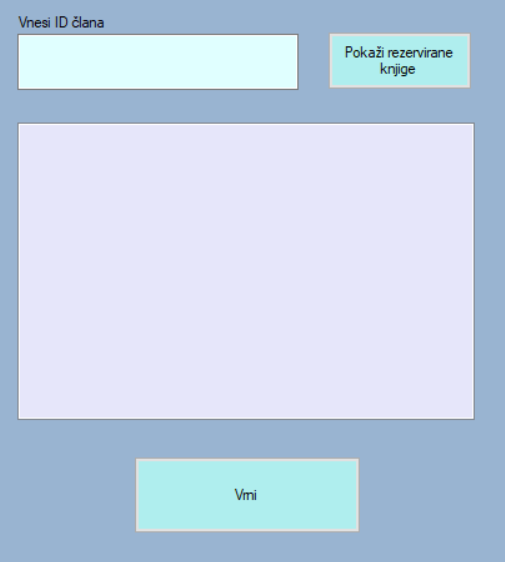 Vnesi ID člana
Pokaži rezervirane
knjige
Vrni